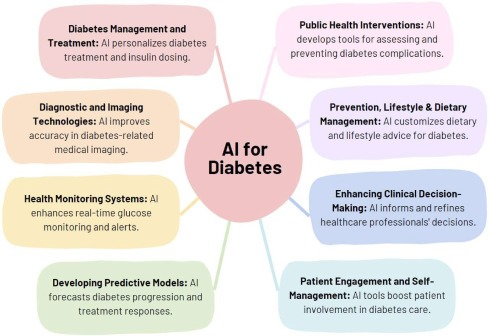 Diabetes Management and
Treatment: AI personalizes diabetes
treatment and insulin dosing.
Public Health Interventions: AI
develops tools for assessing and
preventing diabetes complications.
Diagnostic and Imaging
Technologies: AI improves
accuracy in diabetes-related
medical imaging.
Prevention, Lifestyle & Dietary
Management: AI customizes dietary
and lifestyle advice for diabetes.
AI for
Diabetes
Health Monitoring Systems: AI
enhances real-time glucose
monitoring and alerts.
Enhancing Clinical Decision-
Making: AI informs and refines
healthcare professionals' decisions.
Developing Predictive Models: AI
forecasts diabetes progression and
treatment responses.
Patient Engagement and Self-
Management: AI tools boost patient
involvement in diabetes care.